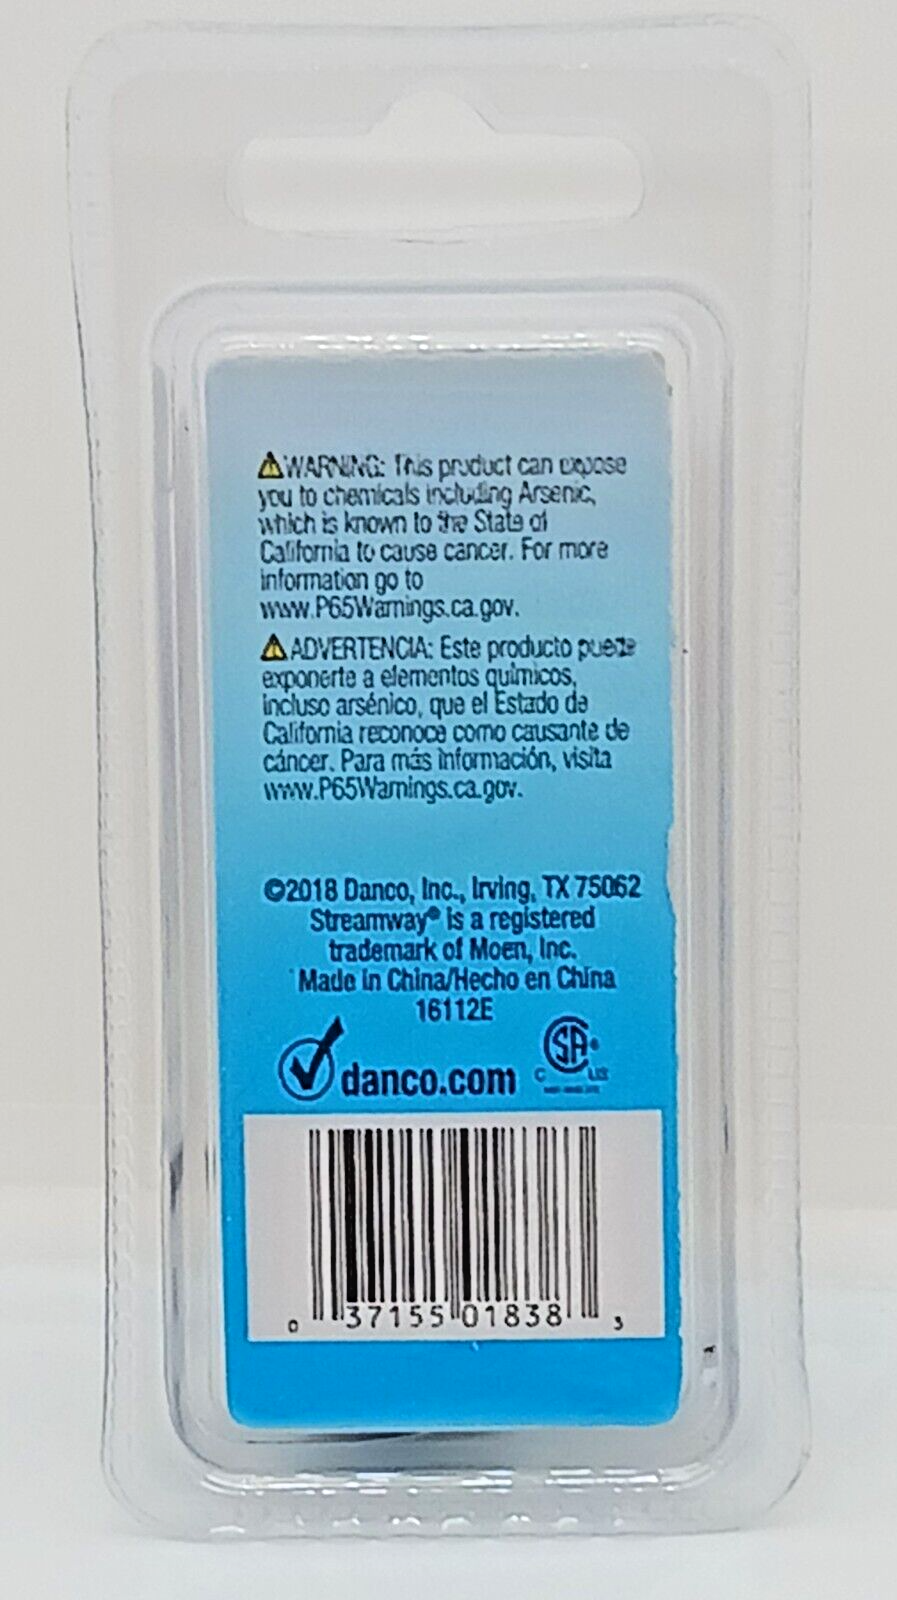 ⚠WARNING: This product can expose
you to chemicals including Arsenic,
which is known to the State of
California to cause cancer. For more
information go to
www.P65Warnings.ca.gov.
⚠ADVERTENCIA: Este producto puede
exponerte a elementos químicos,
incluso arsénico, que el Estado de
California reconoce como causante de
cáncer. Para más información, visita
www.P65Warnings.ca.gov.
©2018 Danco, Inc., Irving, TX 75062
Streamway® is a registered
trademark of Moen, Inc.
Made in China/Hecho en China
16112E
danco.com
C SA® US
0 37155 01838 3